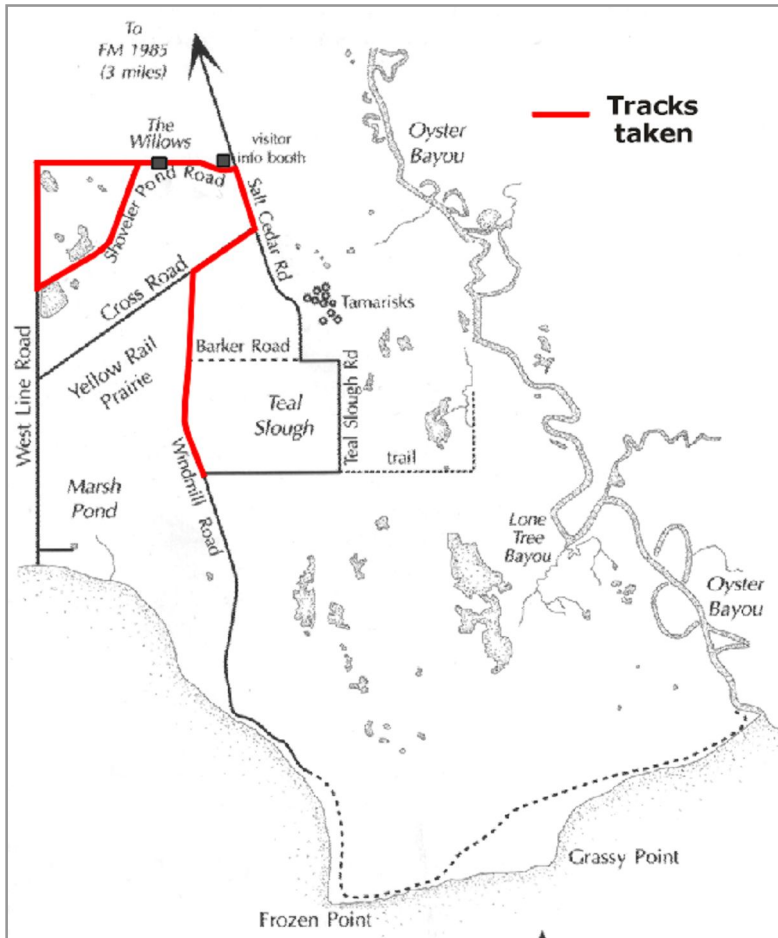 To
FM 1985
(3 miles)
The
Willows
visitor
info booth
Oyster
Bayou
Tracks
taken
Shoveler Pond Road
Salt Cedar Rd
Cross Road
Tamarisks
West Line Road
Yellow Rail
Prairie
Barker Road
Teal
Slough
Teal Slough Rd
trail
Windmill Road
Marsh
Pond
Lone
Tree
Bayou
Oyster
Bayou
Grassy Point
Frozen Point